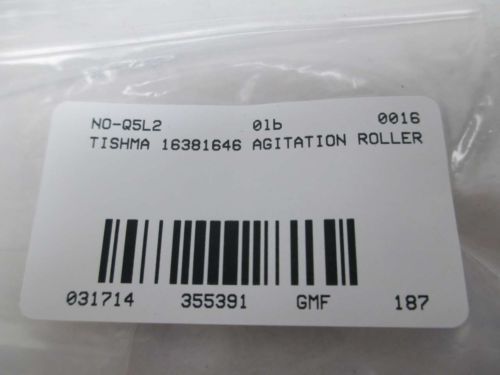 NO-Q5L2 01b 0016
TISHMA 16381646 AGITATION ROLLER
031714 355391 GMF 187